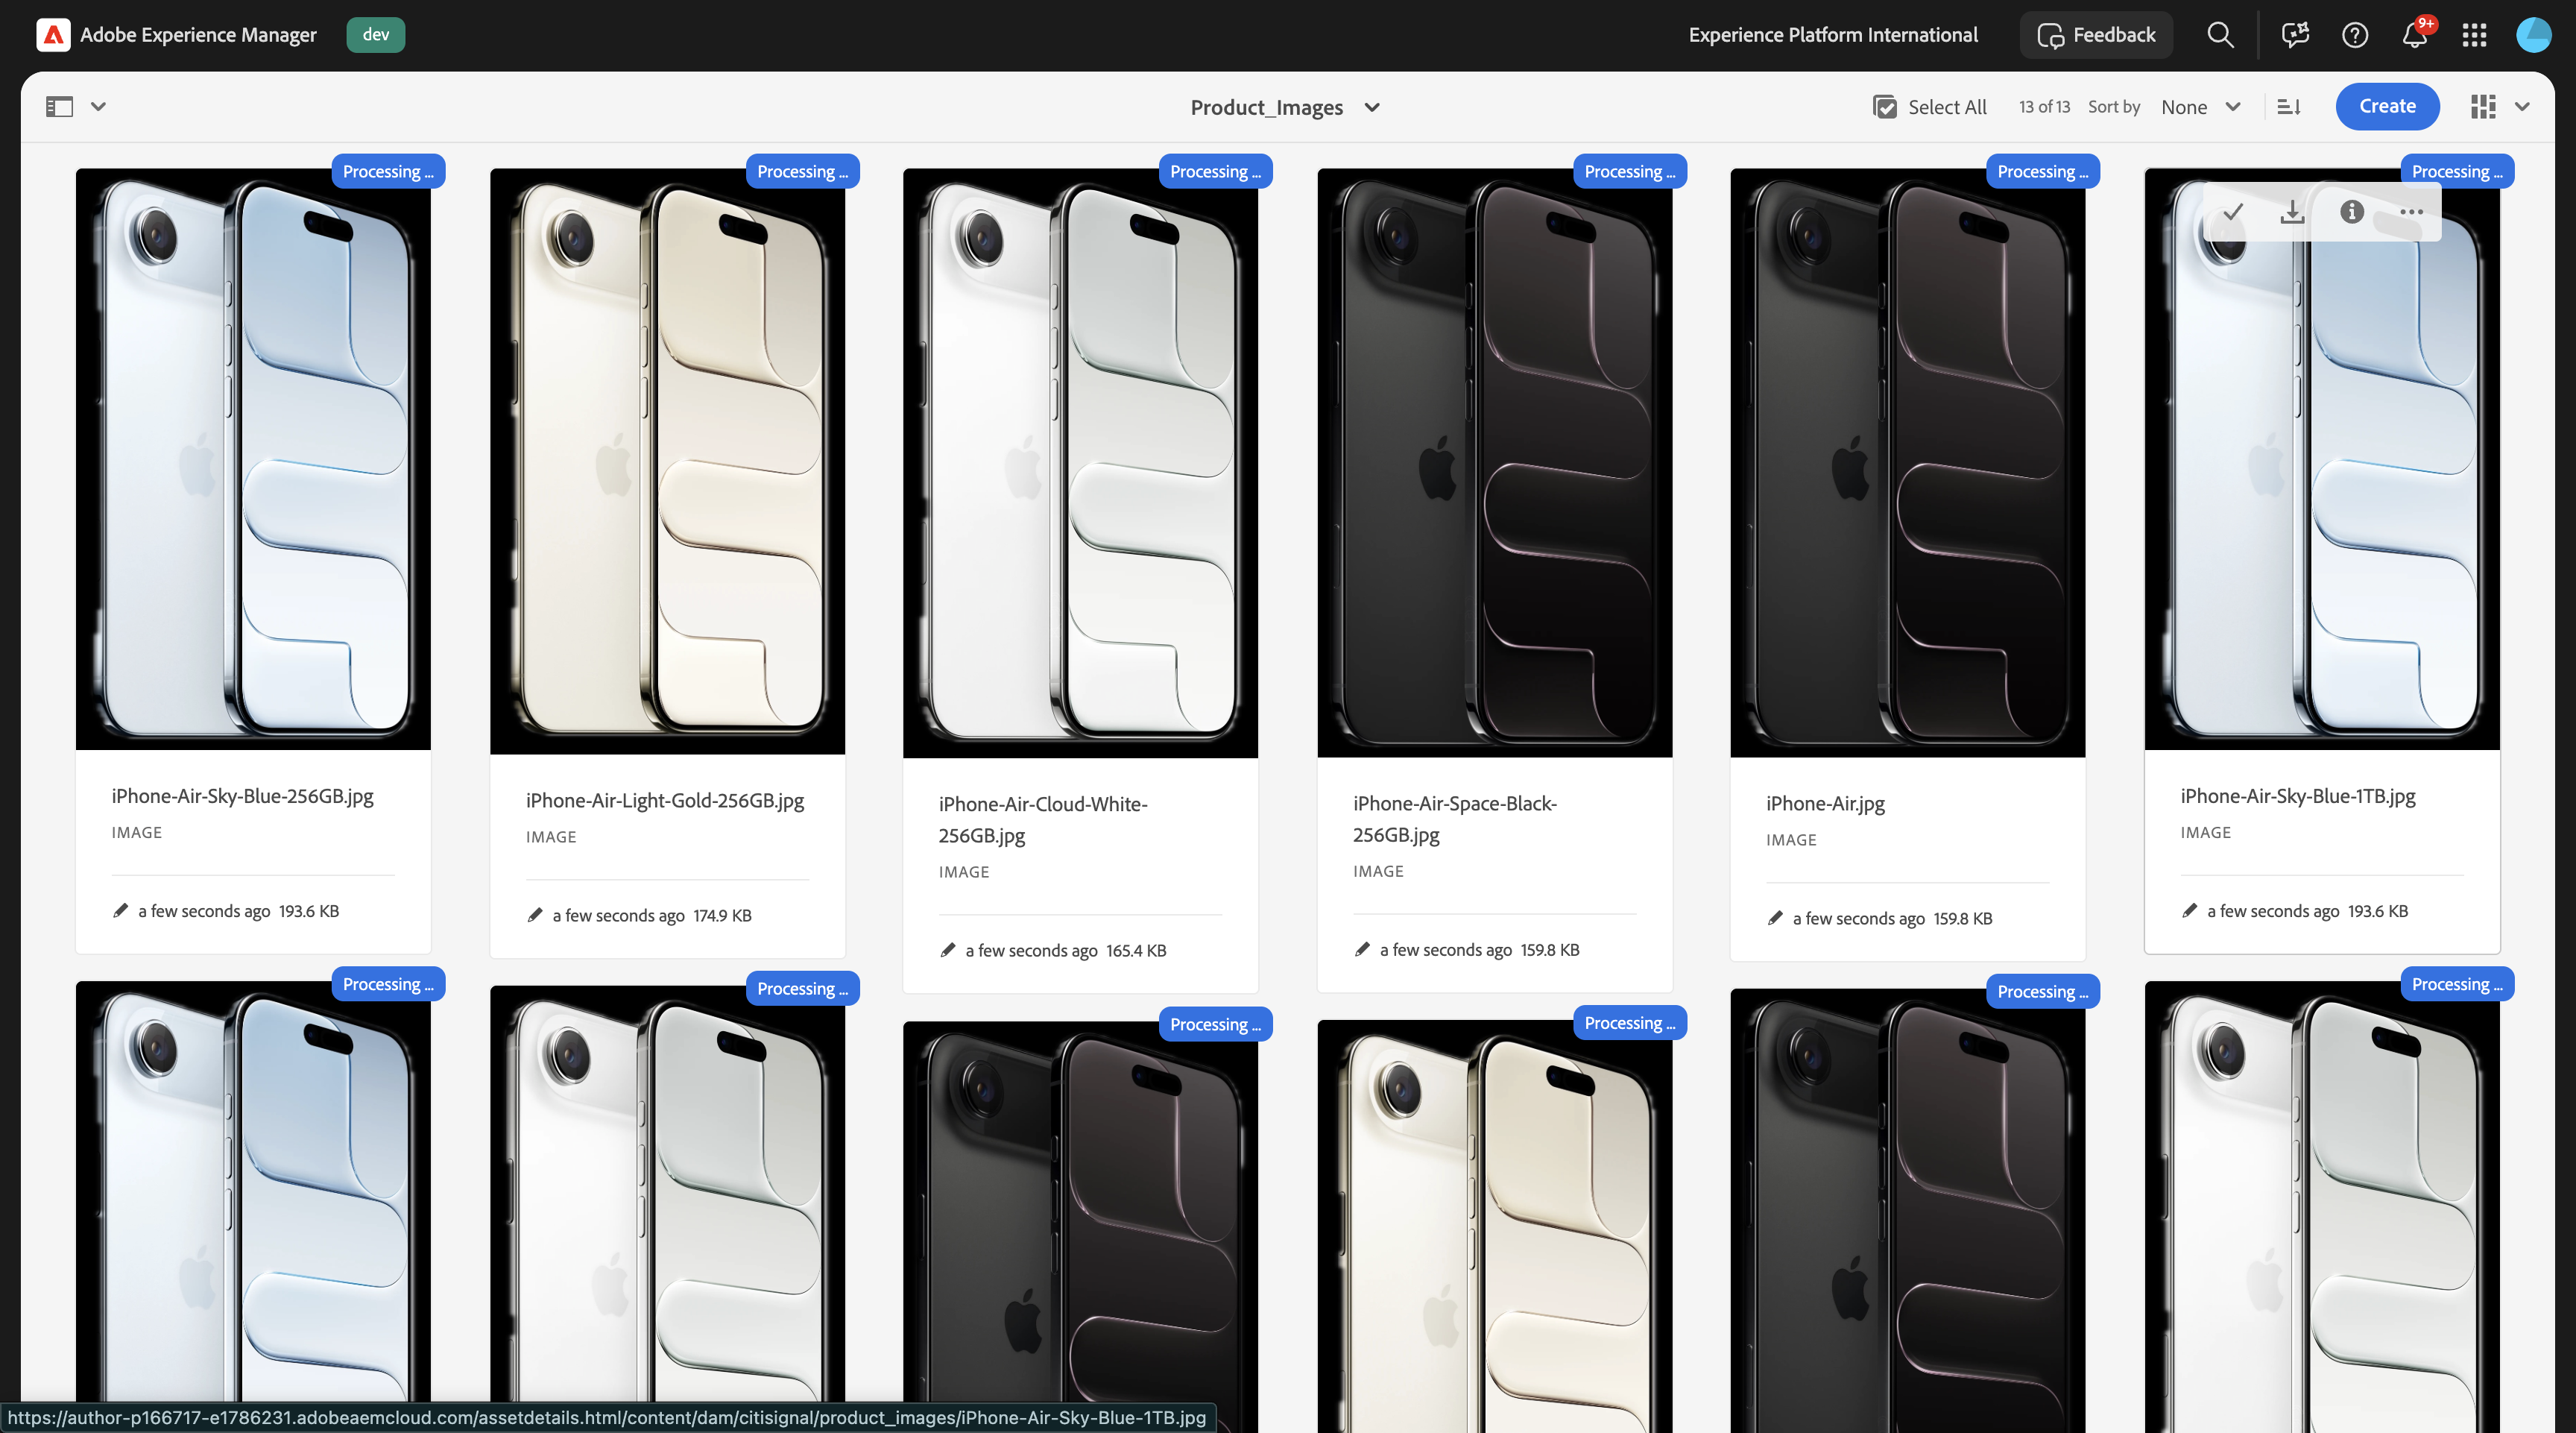 Adobe Experience Manager dev Experience Platform International Feedback 9+
Product_Images Select All 13 of 13 Sort by None Create
Processing ... Processing ... Processing ... Processing ... Processing ... Processing ...
iPhone-Air-Sky-Blue-256GB.jpg
IMAGE
a few seconds ago 193.6 KB
iPhone-Air-Light-Gold-256GB.jpg
IMAGE
a few seconds ago 174.9 KB
iPhone-Air-Cloud-White-
256GB.jpg
IMAGE
a few seconds ago 165.4 KB
iPhone-Air-Space-Black-
256GB.jpg
IMAGE
a few seconds ago 159.8 KB
iPhone-Air.jpg
IMAGE
a few seconds ago 159.8 KB
iPhone-Air-Sky-Blue-1TB.jpg
IMAGE
a few seconds ago 193.6 KB
Processing ... Processing ... Processing ... Processing ... Processing ... Processing ...
https://author-p166717-e1786231.adobeaemcloud.com/assetdetails.html/content/dam/citisignal/product_images/iPhone-Air-Sky-Blue-1TB.jpg